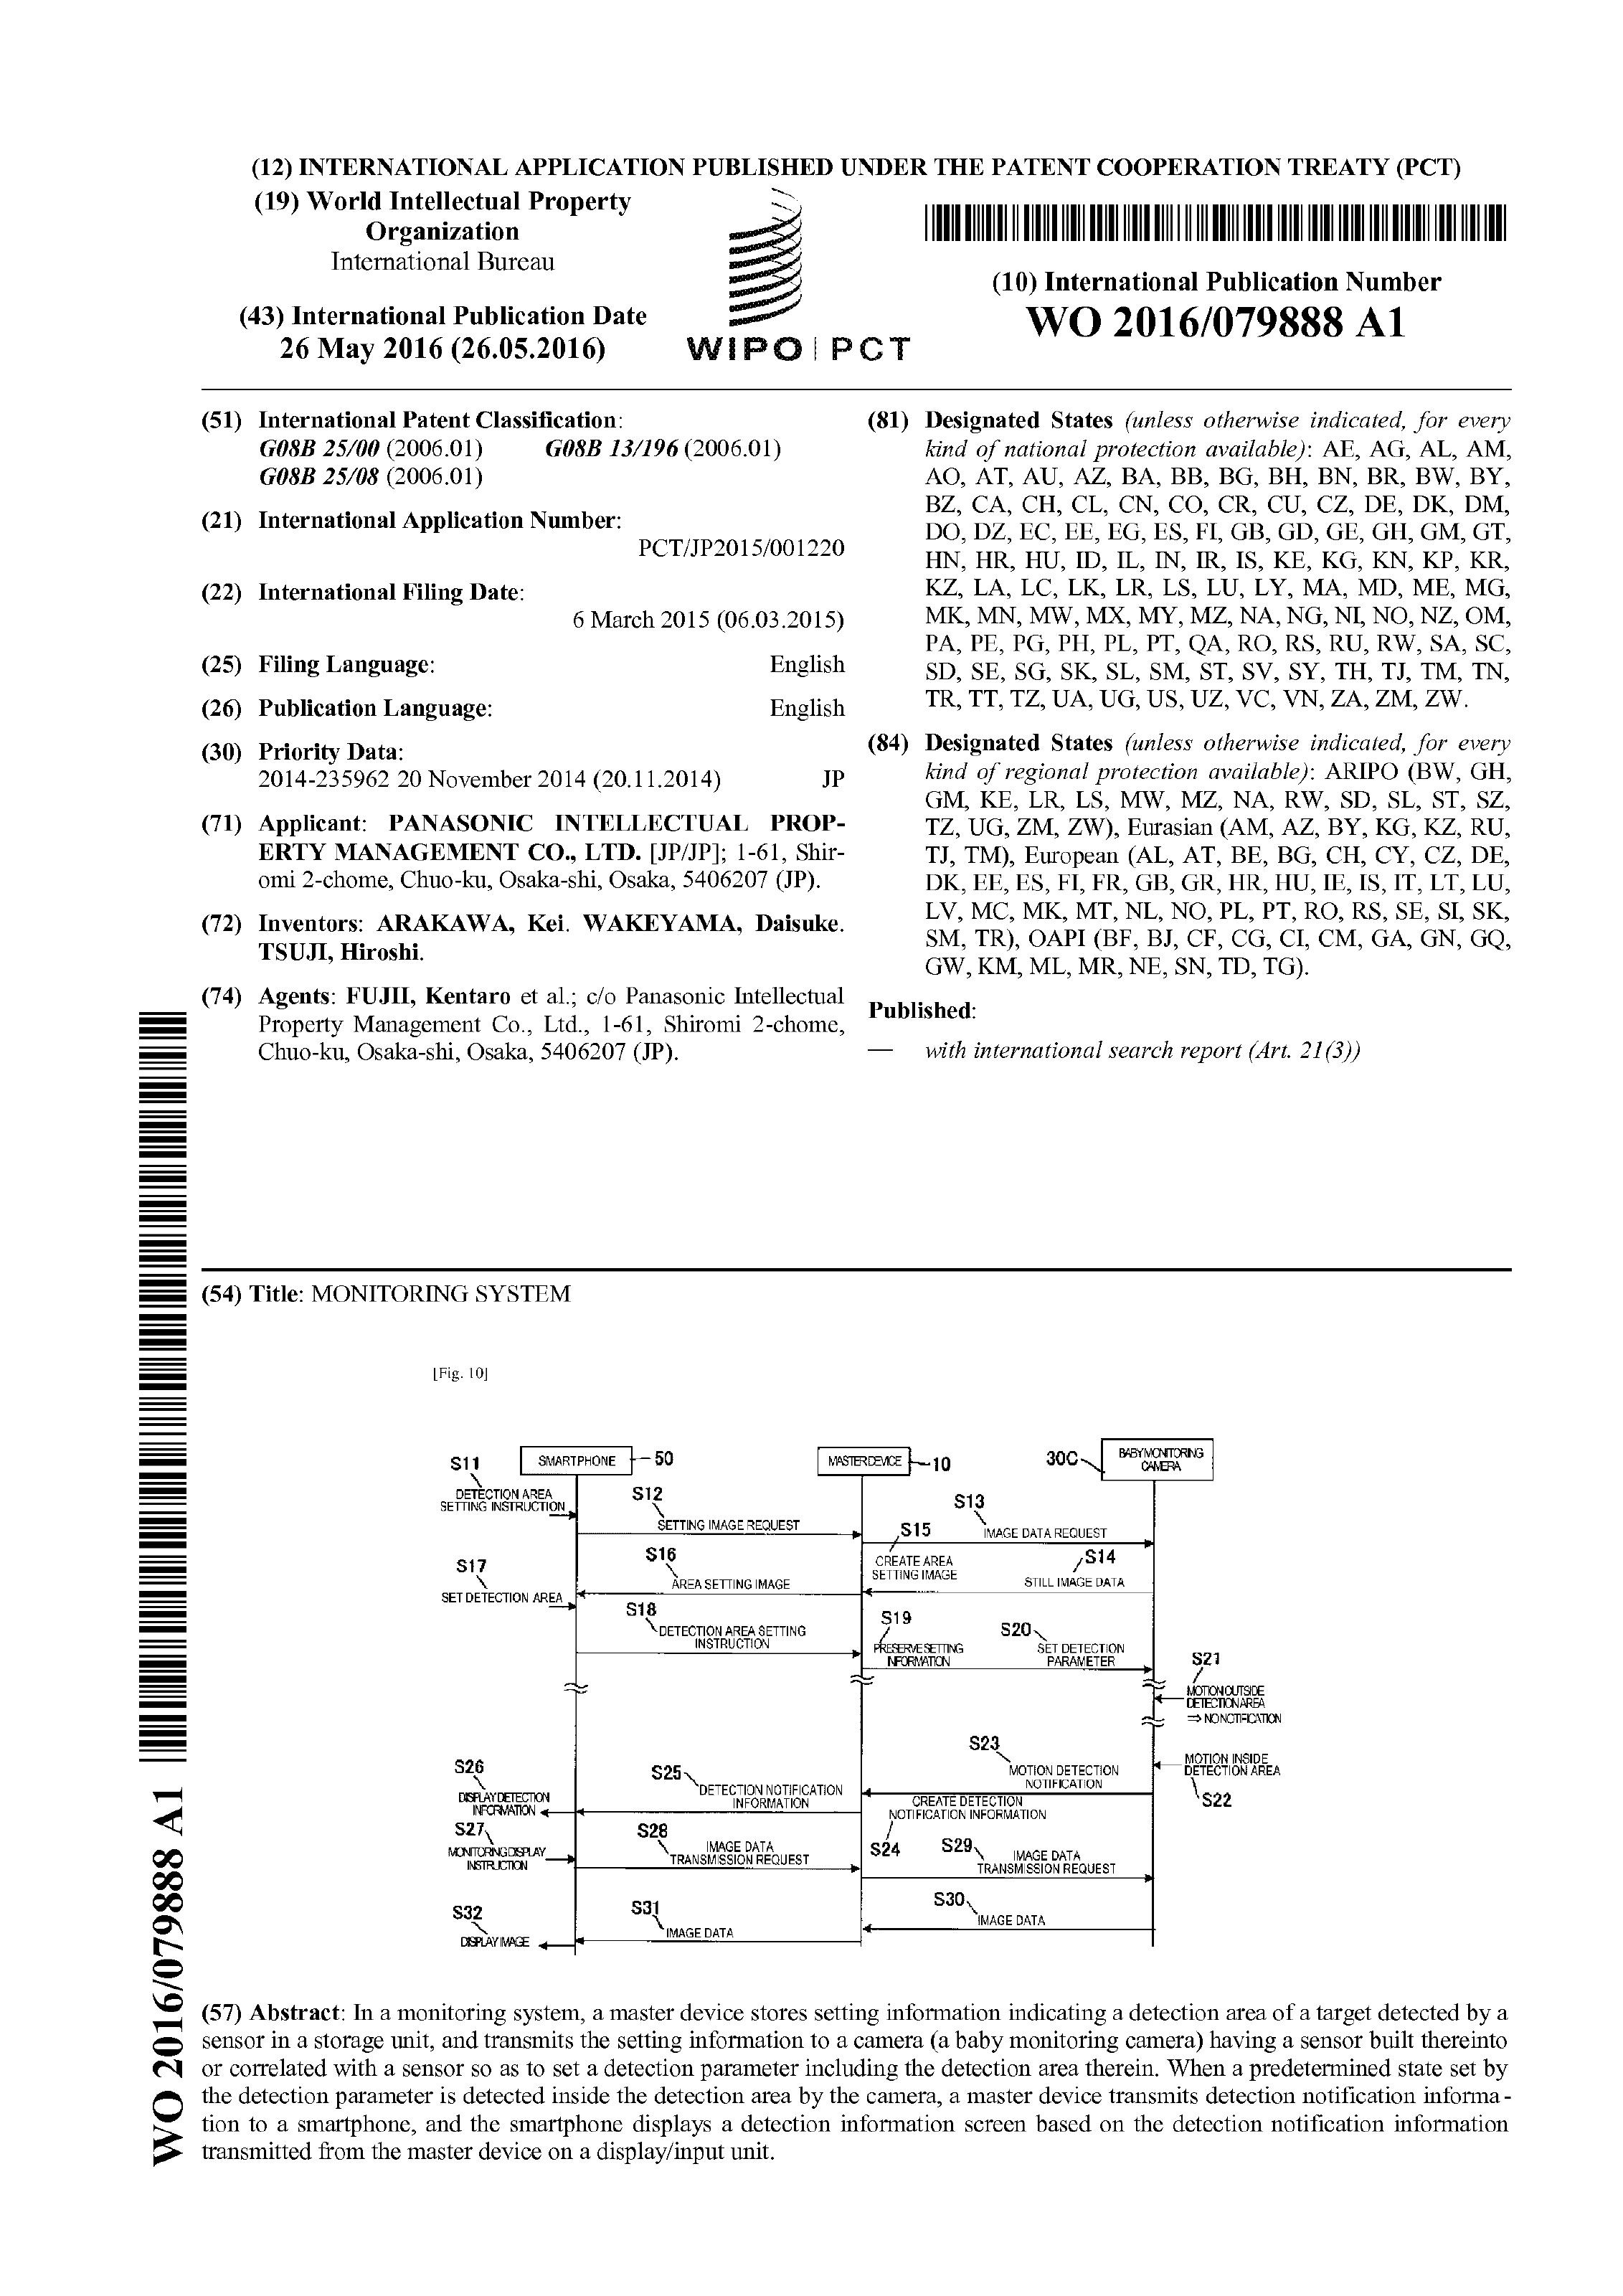 (12) INTERNATIONAL APPLICATION PUBLISHED UNDER THE PATENT COOPERATION TREATY (PCT)
(19) World Intellectual Property
Organization
International Bureau
(43) International Publication Date
26 May 2016 (26.05.2016)
WIPO | PCT
(10) International Publication Number
WO 2016/079888 A1
(51) International Patent Classification:
G08B 25/00 (2006.01) G08B 13/196 (2006.01)
G08B 25/08 (2006.01)
(21) International Application Number:
PCT/JP2015/001220
(22) International Filing Date:
6 March 2015 (06.03.2015)
(25) Filing Language: English
(26) Publication Language: English
(30) Priority Data:
2014-235962 20 November 2014 (20.11.2014) JP
(71) Applicant: PANASONIC INTELLECTUAL PROP-
ERTY MANAGEMENT CO., LTD. [JP/JP]; 1-61, Shir-
omi 2-chome, Chuo-ku, Osaka-shi, Osaka, 5406207 (JP).
(72) Inventors: ARAKAWA, Kei. WAKEYAMA, Daisuke.
TSUJI, Hiroshi.
(74) Agents: FUJII, Kentaro et al.; c/o Panasonic Intellectual
Property Management Co., Ltd., 1-61, Shiromi 2-chome,
Chuo-ku, Osaka-shi, Osaka, 5406207 (JP).
(81) Designated States (unless otherwise indicated, for every
kind of national protection available): AE, AG, AL, AM,
AO, AT, AU, AZ, BA, BB, BG, BH, BN, BR, BW, BY,
BZ, CA, CH, CL, CN, CO, CR, CU, CZ, DE, DK, DM,
DO, DZ, EC, EE, EG, ES, FI, GB, GD, GE, GH, GM, GT,
HN, HR, HU, ID, IL, IN, IR, IS, KE, KG, KN, KP, KR,
KZ, LA, LC, LK, LR, LS, LU, LY, MA, MD, ME, MG,
MK, MN, MW, MX, MY, MZ, NA, NG, NI, NO, NZ, OM,
PA, PE, PG, PH, PL, PT, QA, RO, RS, RU, RW, SA, SC,
SD, SE, SG, SK, SL, SM, ST, SV, SY, TH, TJ, TM, TN,
TR, TT, TZ, UA, UG, US, UZ, VC, VN, ZA, ZM, ZW.
(84) Designated States (unless otherwise indicated, for every
kind of regional protection available): ARIPO (BW, GH,
GM, KE, LR, LS, MW, MZ, NA, RW, SD, SL, ST, SZ,
TZ, UG, ZM, ZW), Eurasian (AM, AZ, BY, KG, KZ, RU,
TJ, TM), European (AL, AT, BE, BG, CH, CY, CZ, DE,
DK, EE, ES, FI, FR, GB, GR, HR, HU, IE, IS, IT, LT, LU,
LV, MC, MK, MT, NL, NO, PL, PT, RO, RS, SE, SI, SK,
SM, TR), OAPI (BF, BJ, CF, CG, CI, CM, GA, GN, GQ,
GW, KM, ML, MR, NE, SN, TD, TG).
Published:
— with international search report (Art. 21(3))
(54) Title: MONITORING SYSTEM
[Fig. 10]
SMARTPHONE 50
MASTER DEVICE 10
30C BABY MONITORING
CAMERA
S11
DETECTION AREA
SETTING INSTRUCTION
S12
SETTING IMAGE REQUEST
S13
IMAGE DATA REQUEST
S14
STILL IMAGE DATA
S15
CREATE AREA
SETTING IMAGE
S16
AREA SETTING IMAGE
S17
SET DETECTION AREA
S18
DETECTION AREA SETTING
INSTRUCTION
S19
PRESERVE SETTING
INFORMATION
S20
SET DETECTION
PARAMETER
S21
MOTION OUTSIDE
DETECTION AREA
⇒ NO NOTIFICATION
MOTION INSIDE
DETECTION AREA
S22
S23
MOTION DETECTION
NOTIFICATION
CREATE DETECTION
NOTIFICATION INFORMATION
S24
S25
DETECTION NOTIFICATION
INFORMATION
S26
DISPLAY DETECTION
INFORMATION
S27
MONITORING DISPLAY
INSTRUCTION
S28
IMAGE DATA
TRANSMISSION REQUEST
S29
IMAGE DATA
TRANSMISSION REQUEST
S30
IMAGE DATA
S31
IMAGE DATA
S32
DISPLAY IMAGE
(57) Abstract: In a monitoring system, a master device stores setting information indicating a detection area of a target detected by a
sensor in a storage unit, and transmits the setting information to a camera (a baby monitoring camera) having a sensor built thereinto
or correlated with a sensor so as to set a detection parameter including the detection area therein. When a predetermined state set by
the detection parameter is detected inside the detection area by the camera, a master device transmits detection notification informa-
tion to a smartphone, and the smartphone displays a detection information screen based on the detection notification information
transmitted from the master device on a display/input unit.
WO 2016/079888 A1